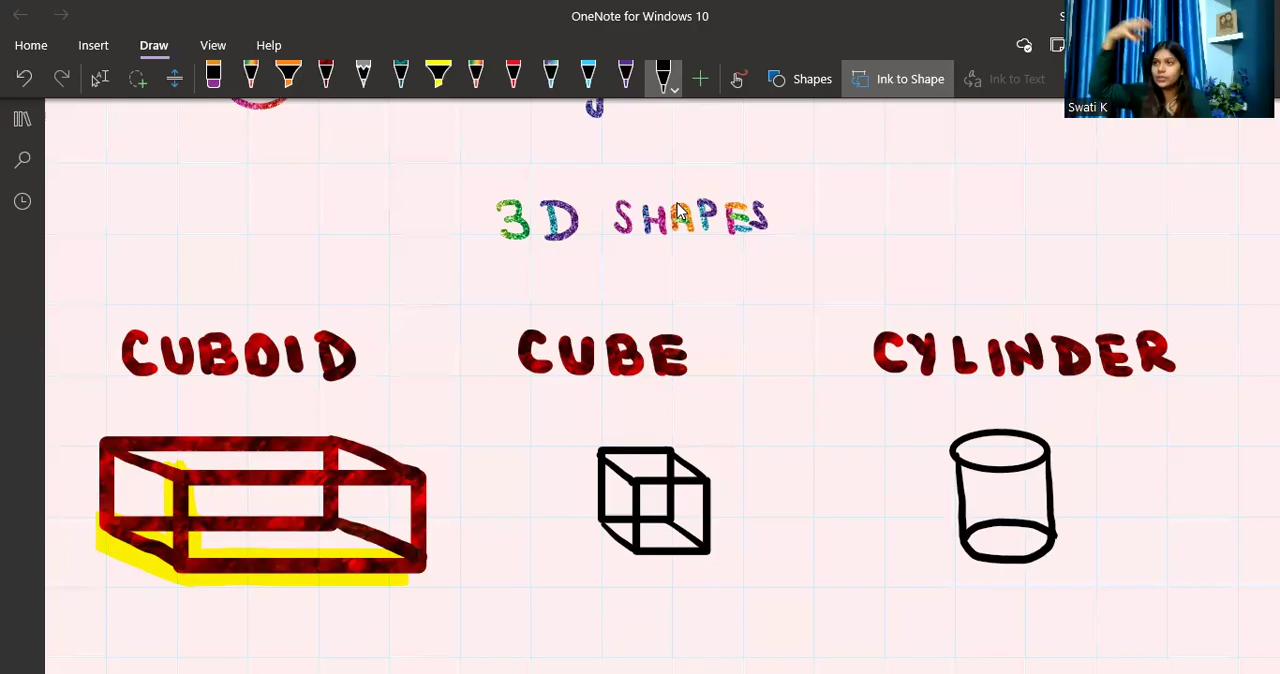 OneNote for Windows 10
Home Insert Draw View Help
Shapes Ink to Shape Ink to Text
Swati K
3D SHAPES
CUBOID CUBE CYLINDER